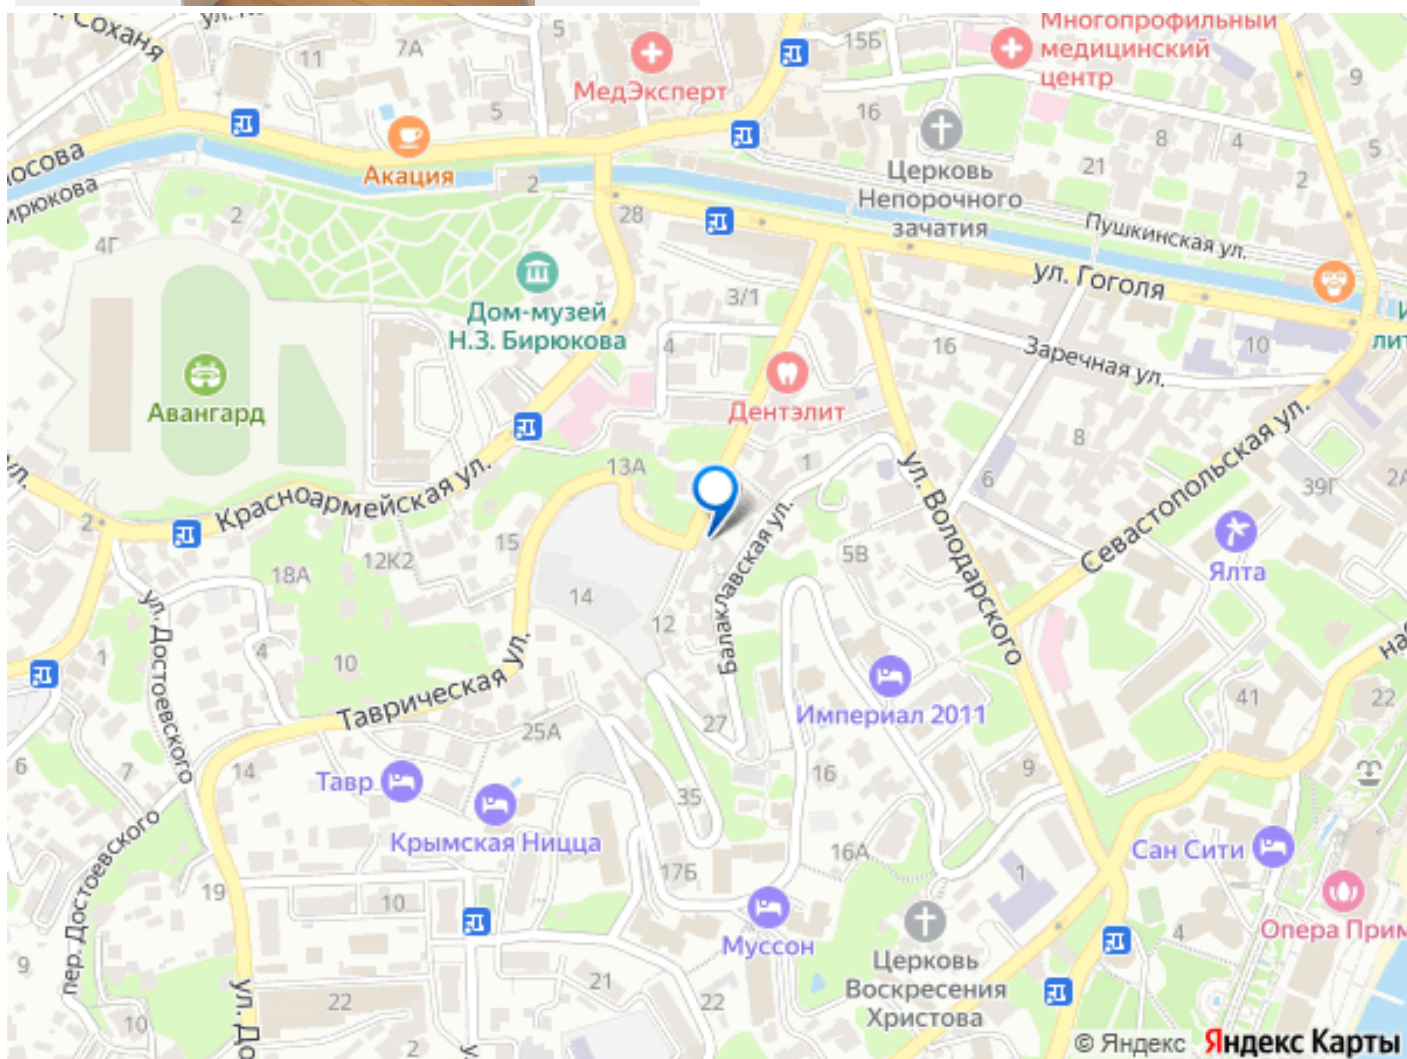 Соханя
ул.
11
7А
5
МедЭксперт
15Б
Многопрофильный
медицинский
центр
9
16
5
8
4
5
21
2
Церковь
Непорочного
зачатия
Акация
2
28
2
4Г
Пушкинская ул.
ул. Гоголя
Дом-музей
Н.З. Бирюкова
3/1
4
16
Заречная ул.
10
Авангард
Дентэлит
8
1
6
39Г
13А
ул.
Красноармейская ул.
2
15
12К2
18А
ул. Достоевского
ул. Володарского
Севастопольская ул.
Балаклавская ул.
5В
Ялта
14
12
1
4
10
Таврическая ул.
Империал 2011
41
22
27
25А
6
7
14
Тавр
16
9
35
Крымская Ницца
17Б
16А
Сан Сити
пер. Достоевского
19
10
1
Муссон
Церковь
Воскресения
Христова
4
Опера Прим
9
21
22
22
10
2
ул. До
© Яндекс Яндекс Карты